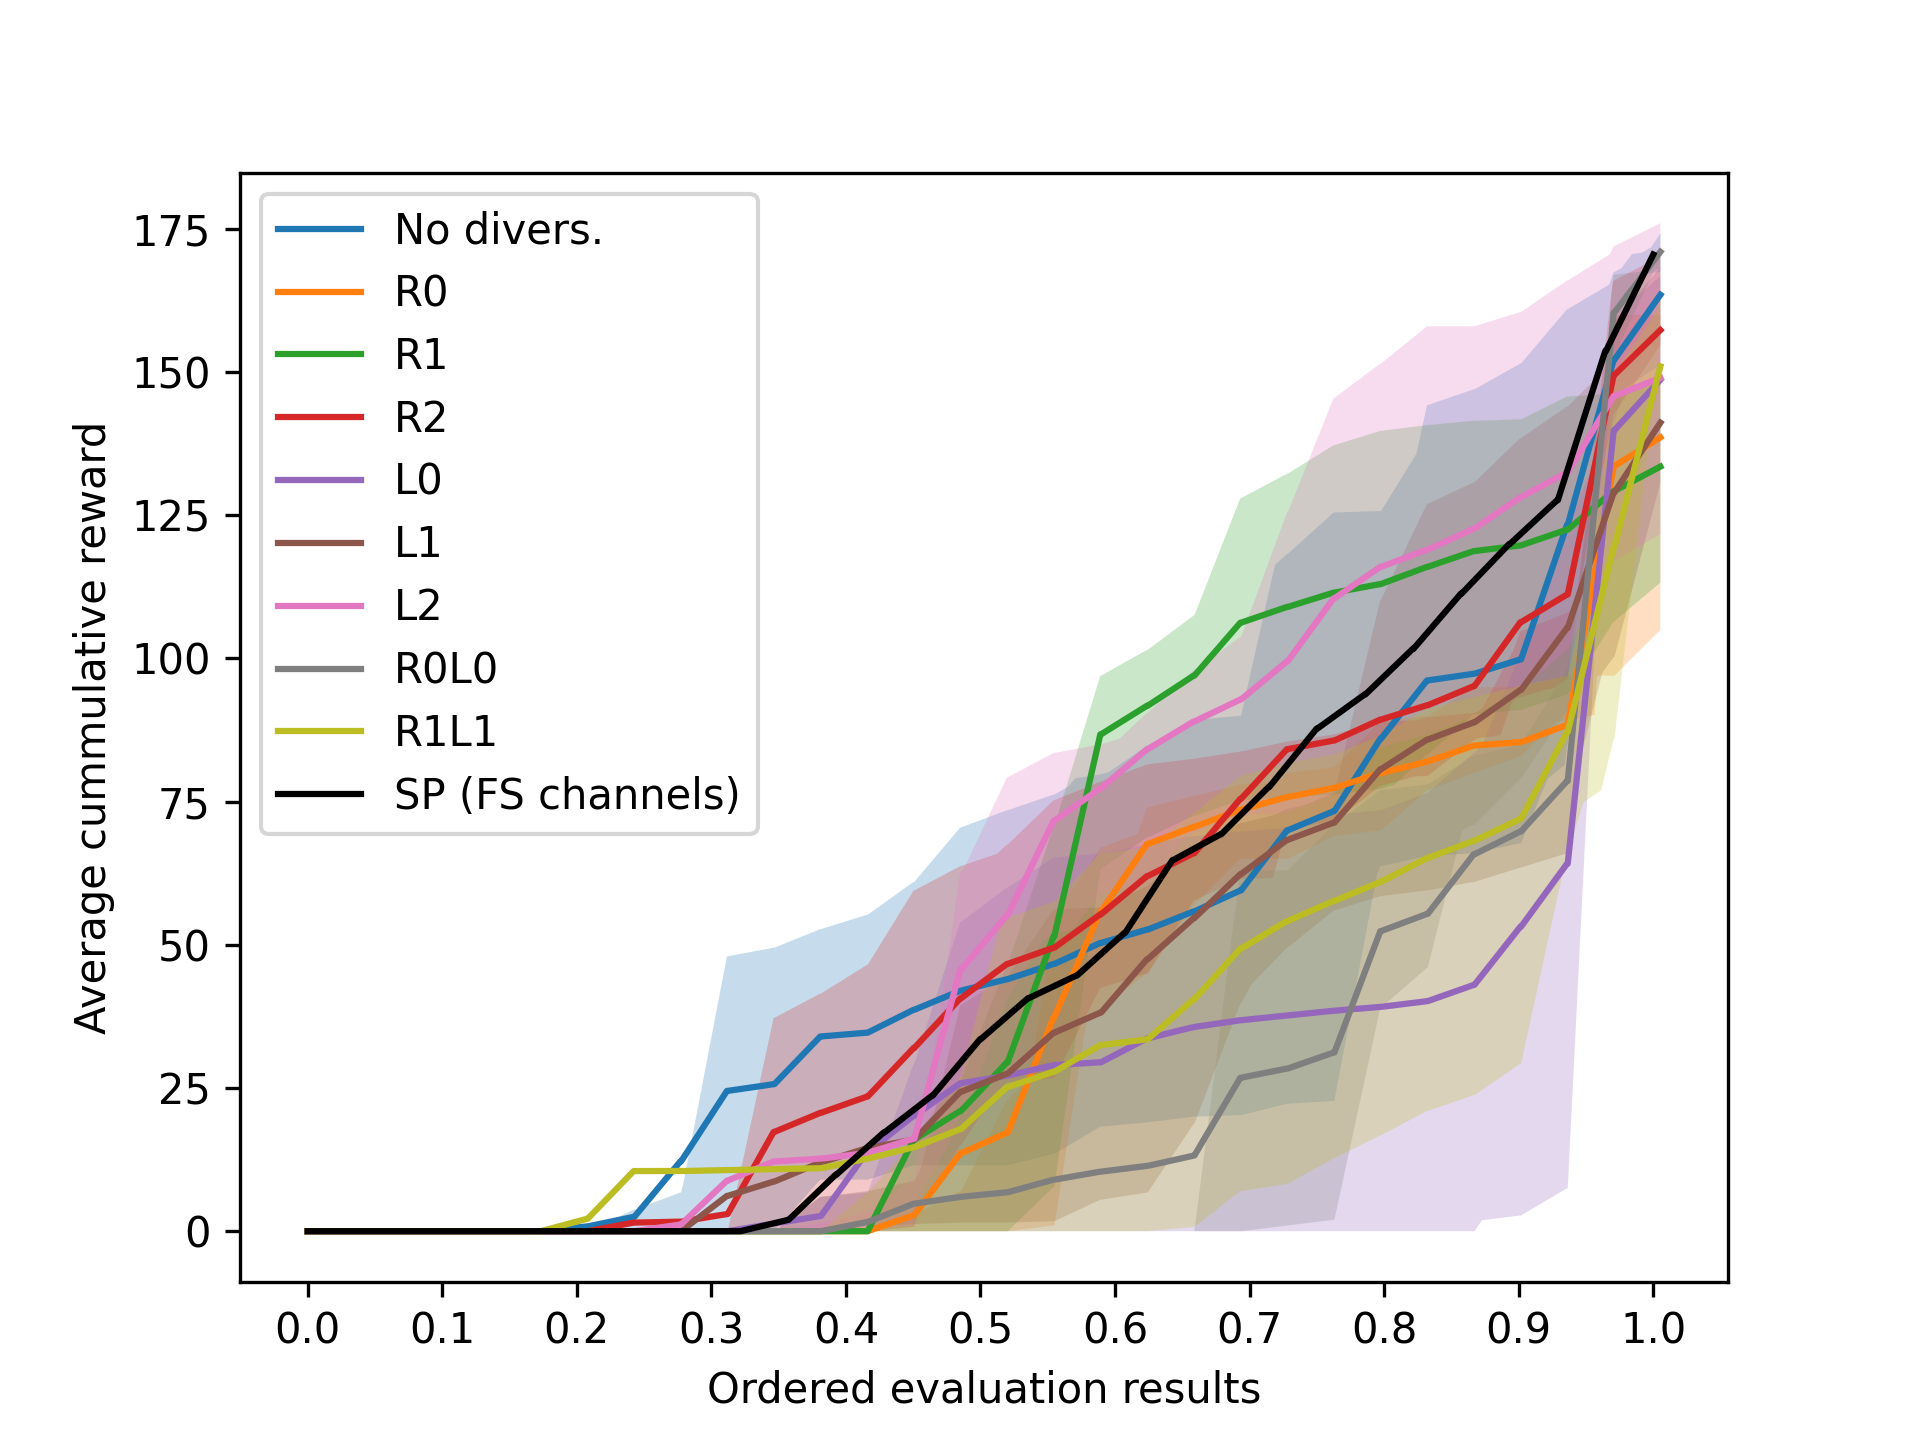 175
150
125
100
75
50
25
0
Average cummulative reward
No divers.
R0
R1
R2
L0
L1
L2
R0L0
R1L1
SP (FS channels)
0.0 0.1 0.2 0.3 0.4 0.5 0.6 0.7 0.8 0.9 1.0
Ordered evaluation results